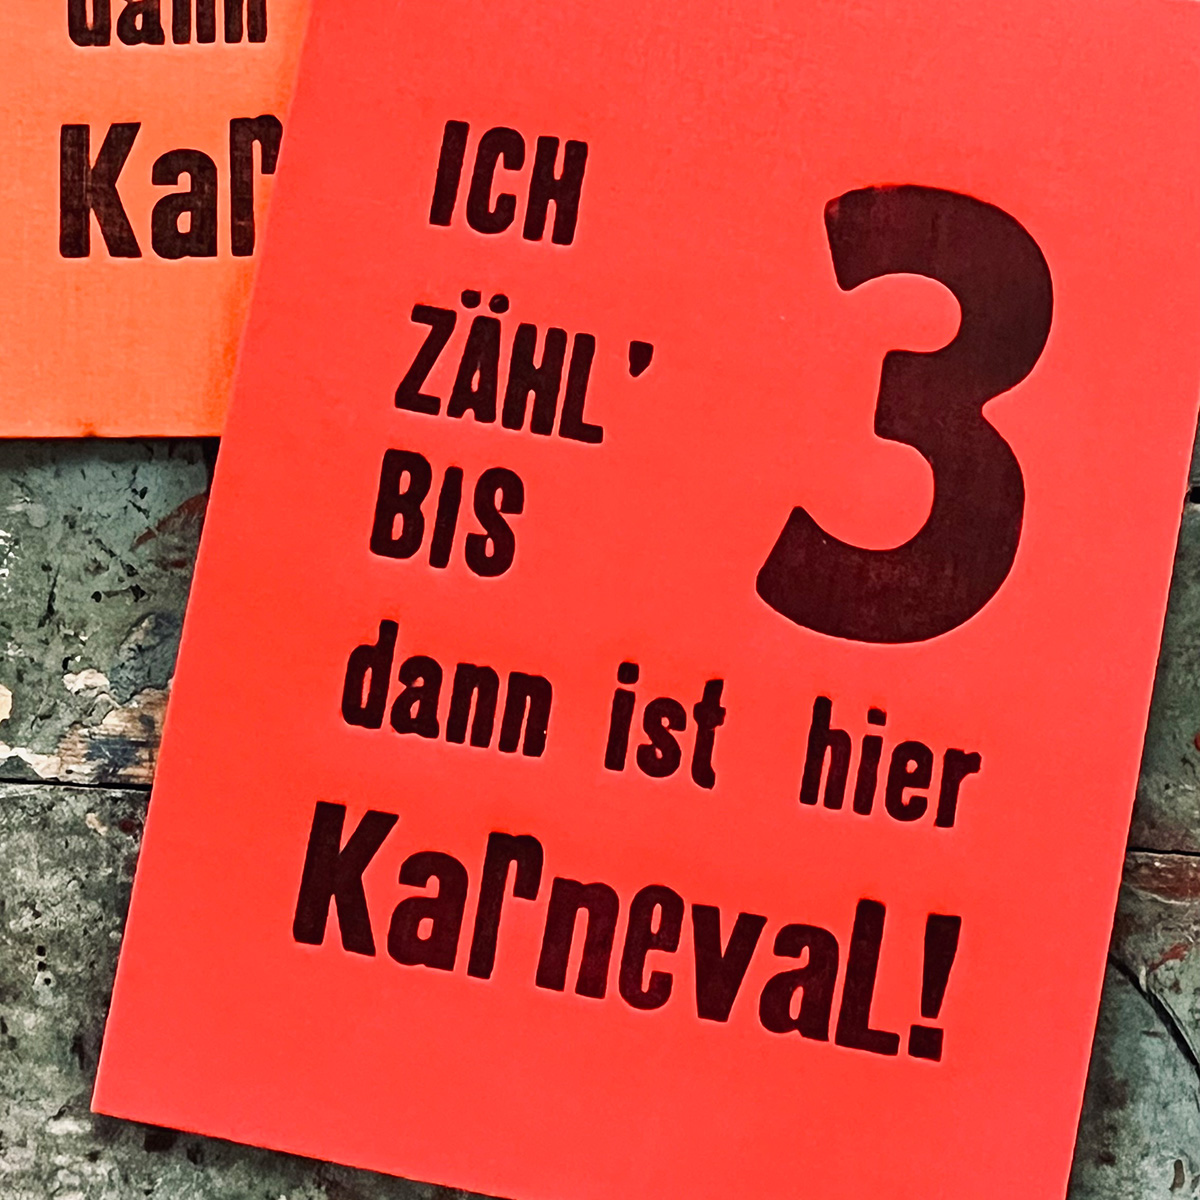 dann
Kar
ICH
ZÄHL'
BIS
3
dann ist hier
KarnevaL!